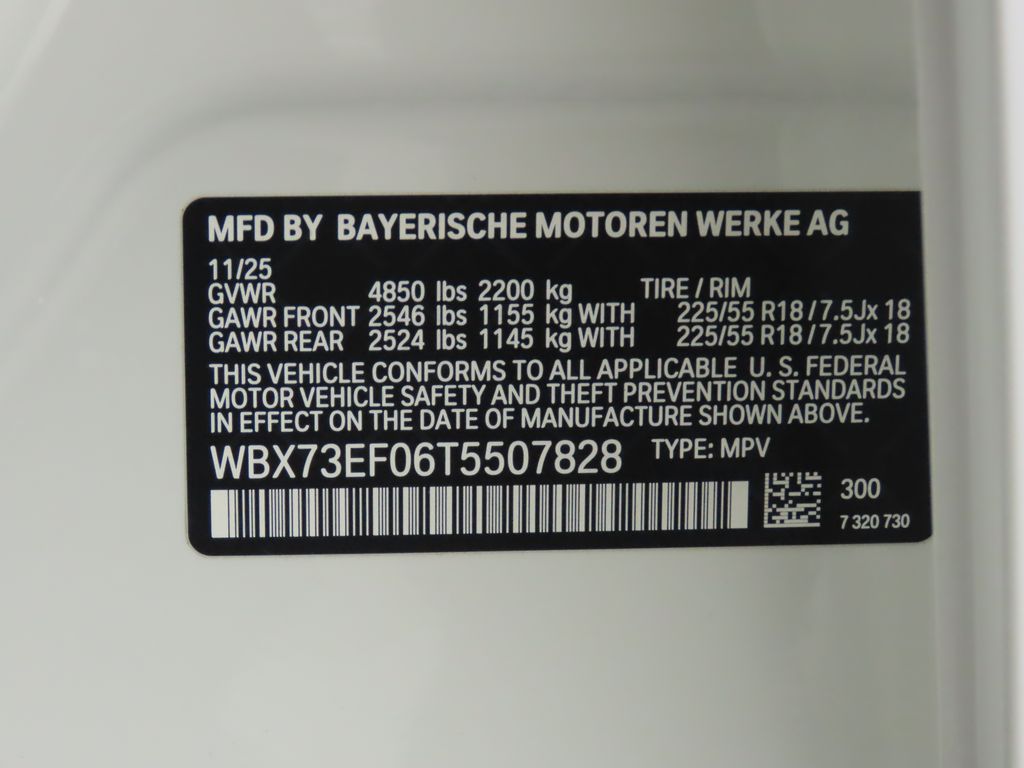 MFD BY BAYERISCHE MOTOREN WERKE AG
11/25
GVWR 4850 lbs 2200 kg TIRE / RIM
GAWR FRONT 2546 lbs 1155 kg WITH 225/55 R18 / 7.5Jx 18
GAWR REAR 2524 lbs 1145 kg WITH 225/55 R18 / 7.5Jx 18
THIS VEHICLE CONFORMS TO ALL APPLICABLE U. S. FEDERAL
MOTOR VEHICLE SAFETY AND THEFT PREVENTION STANDARDS
IN EFFECT ON THE DATE OF MANUFACTURE SHOWN ABOVE.
WBX73EF06T5507828 TYPE: MPV
300
7 320 730